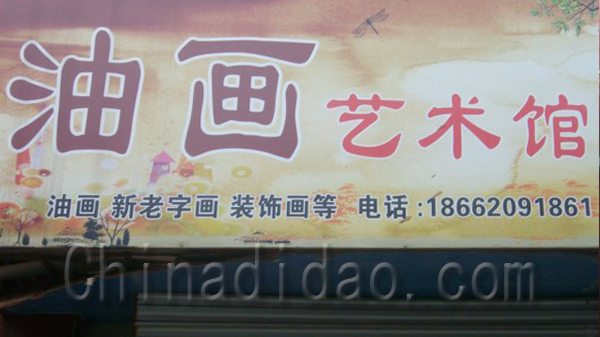 油画艺术馆
油画 新老字画 装饰画等 电话:18662091861
Chinadidao.com